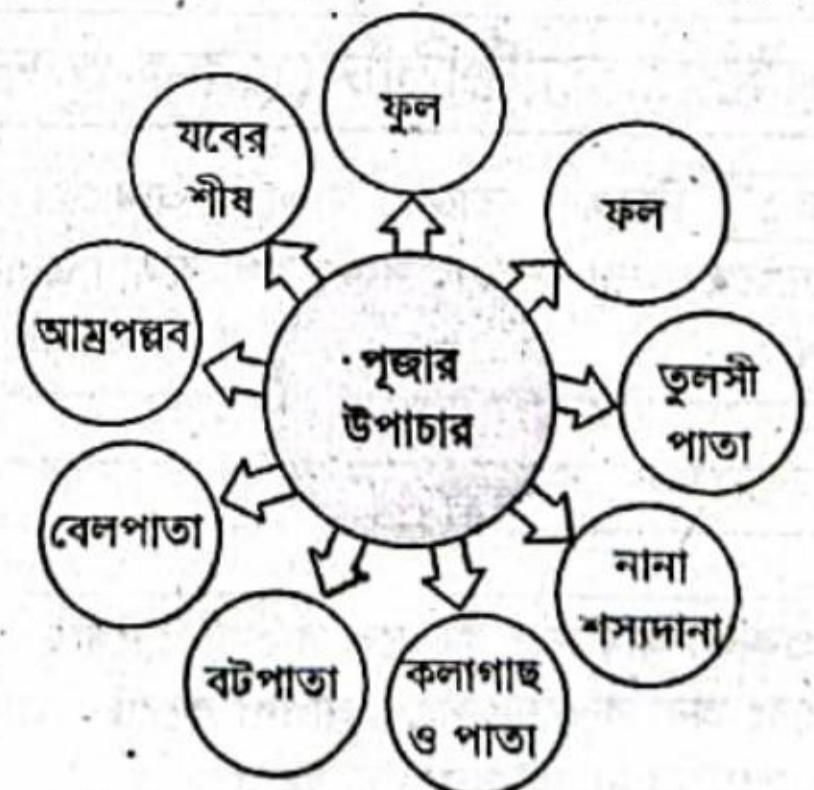 ফুল
যবের
শীষ
ফল
আম্রপল্লব
পূজার
উপাচার
তুলসী
পাতা
বেলপাতা
নানা
শস্যদানা
বটপাতা
কলাগাছ
ও পাতা